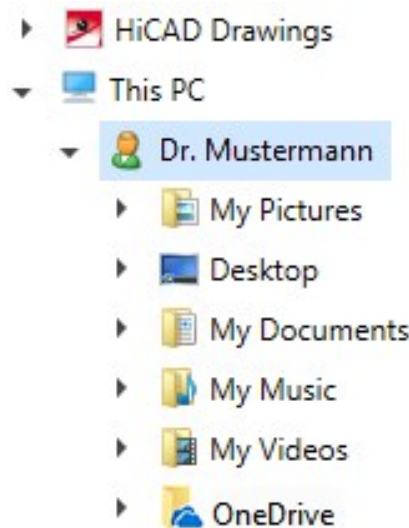 HiCAD Drawings
This PC
Dr. Mustermann
My Pictures
Desktop
My Documents
My Music
My Videos
OneDrive